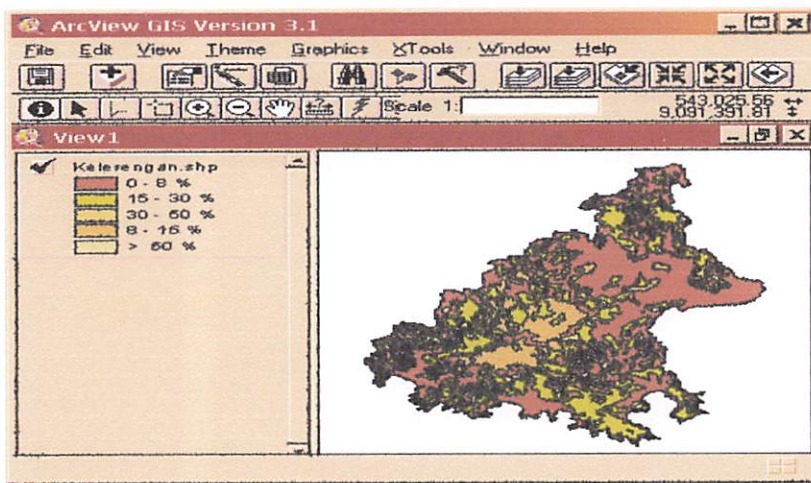 ArcView GIS Version 3.1
File Edit View Theme Graphics XTools Window Help
Scale 1: 543,025.56
9,091,391.81
View1
Kelerengan.shp
0 - 8 %
15 - 30 %
30 - 50 %
8 - 15 %
> 50 %